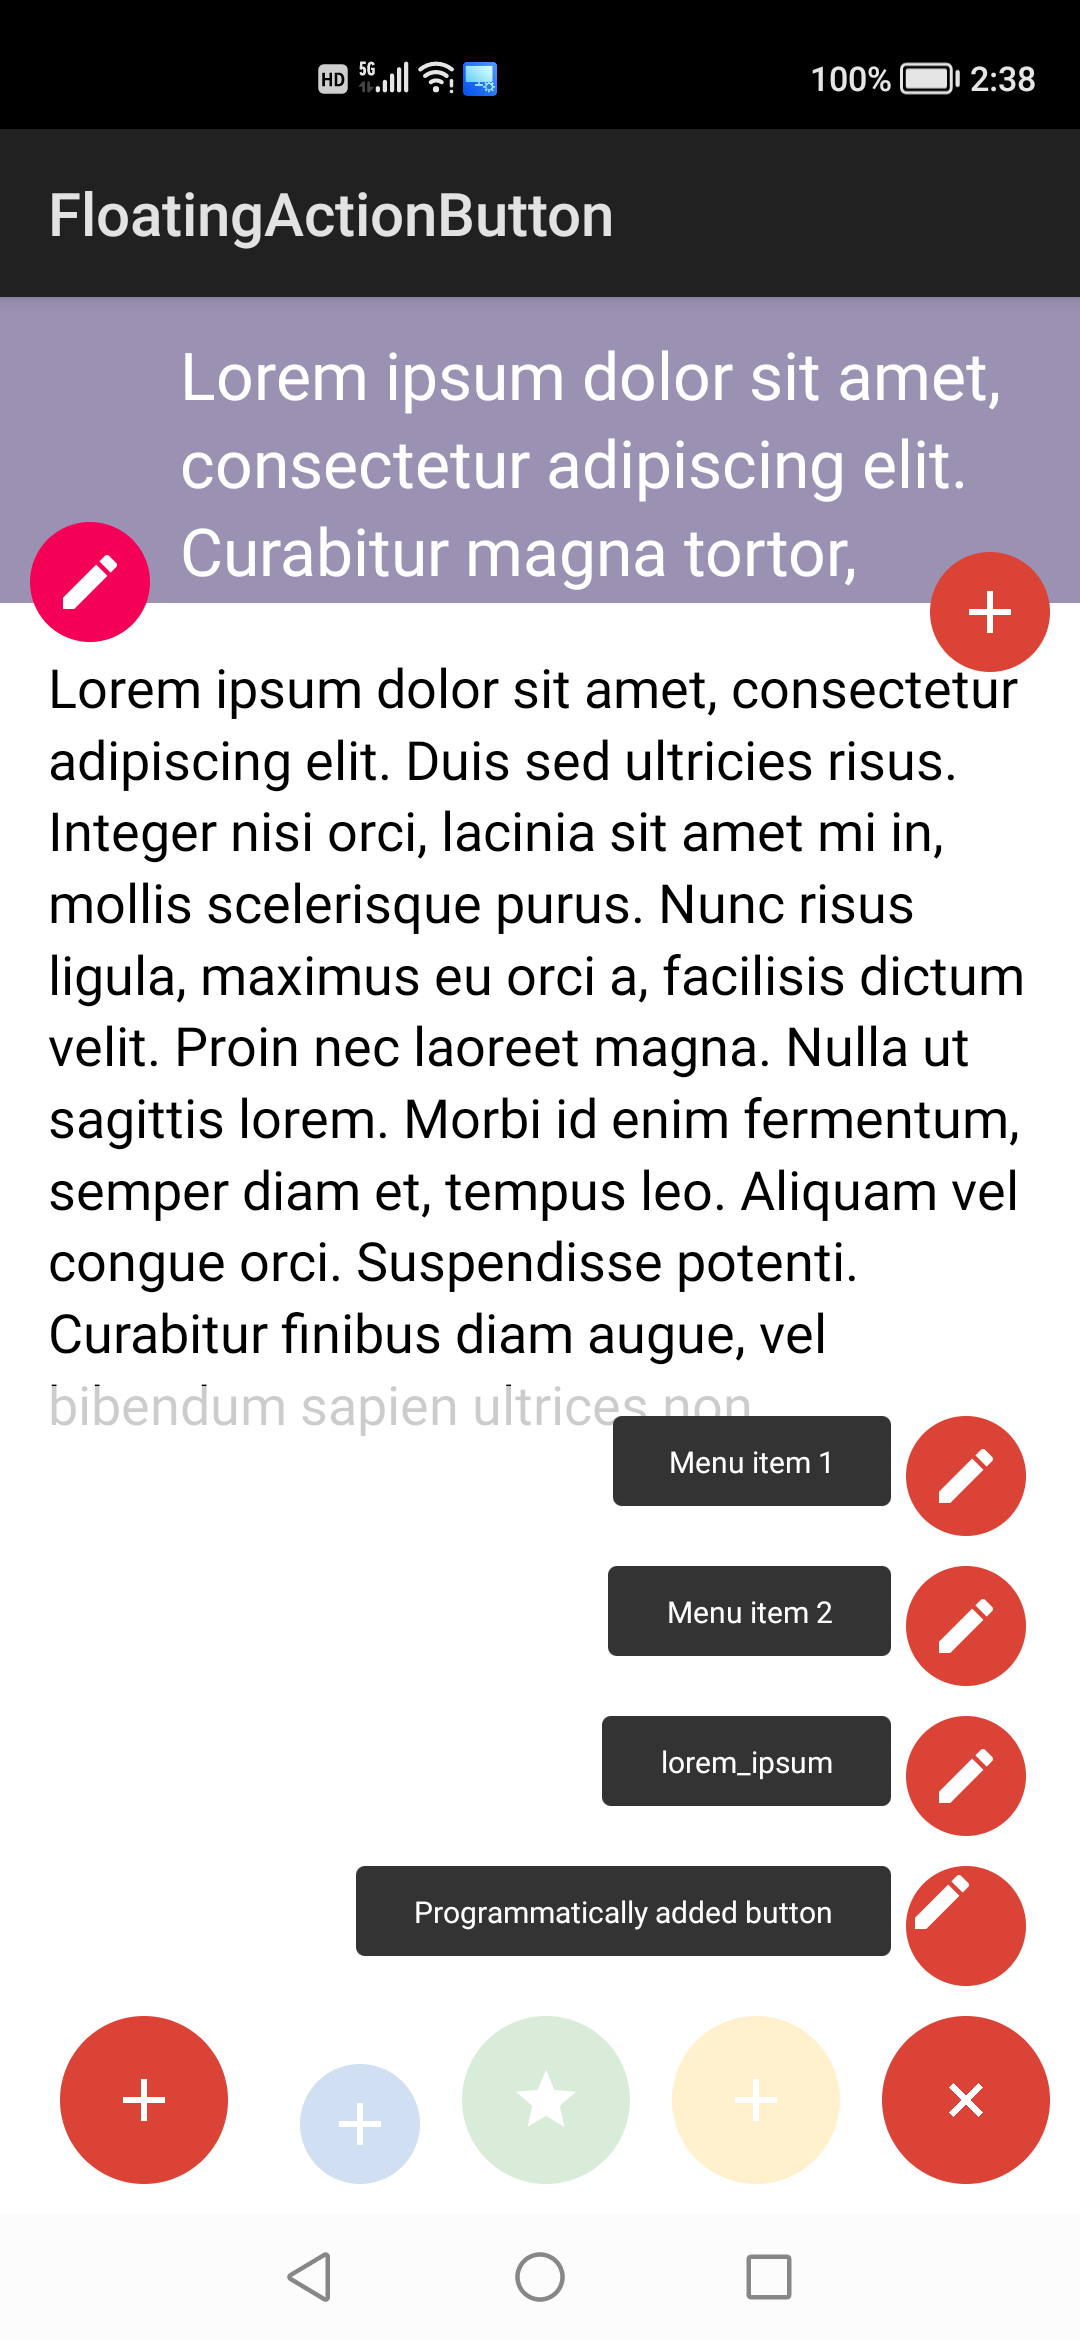 HD 5G 100% 2:38
FloatingActionButton
Lorem ipsum dolor sit amet,
consectetur adipiscing elit.
Curabitur magna tortor,
Lorem ipsum dolor sit amet, consectetur
adipiscing elit. Duis sed ultricies risus.
Integer nisi orci, lacinia sit amet mi in,
mollis scelerisque purus. Nunc risus
ligula, maximus eu orci a, facilisis dictum
velit. Proin nec laoreet magna. Nulla ut
sagittis lorem. Morbi id enim fermentum,
semper diam et, tempus leo. Aliquam vel
congue orci. Suspendisse potenti.
Curabitur finibus diam augue, vel
bibendum sapien ultrices non
Menu item 1
Menu item 2
lorem_ipsum
Programmatically added button